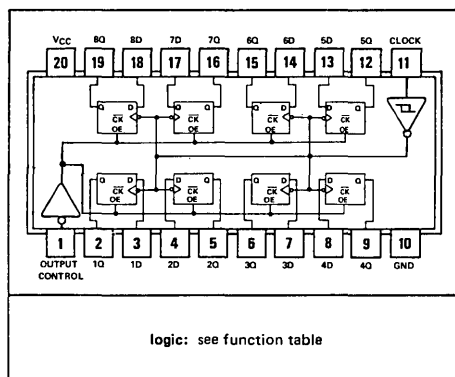 VCC 8Q 8D 7D 7Q 6Q 6D 5D 5Q CLOCK
20 19 18 17 16 15 14 13 12 11
Q D D Q Q D D Q
CK CK CK CK
OE OE OE OE
Q D D Q Q D D Q
CK CK CK CK
OE OE OE OE
1 2 3 4 5 6 7 8 9 10
OUTPUT CONTROL 1Q 1D 2D 2Q 3Q 3D 4D 4Q GND
logic: see function table